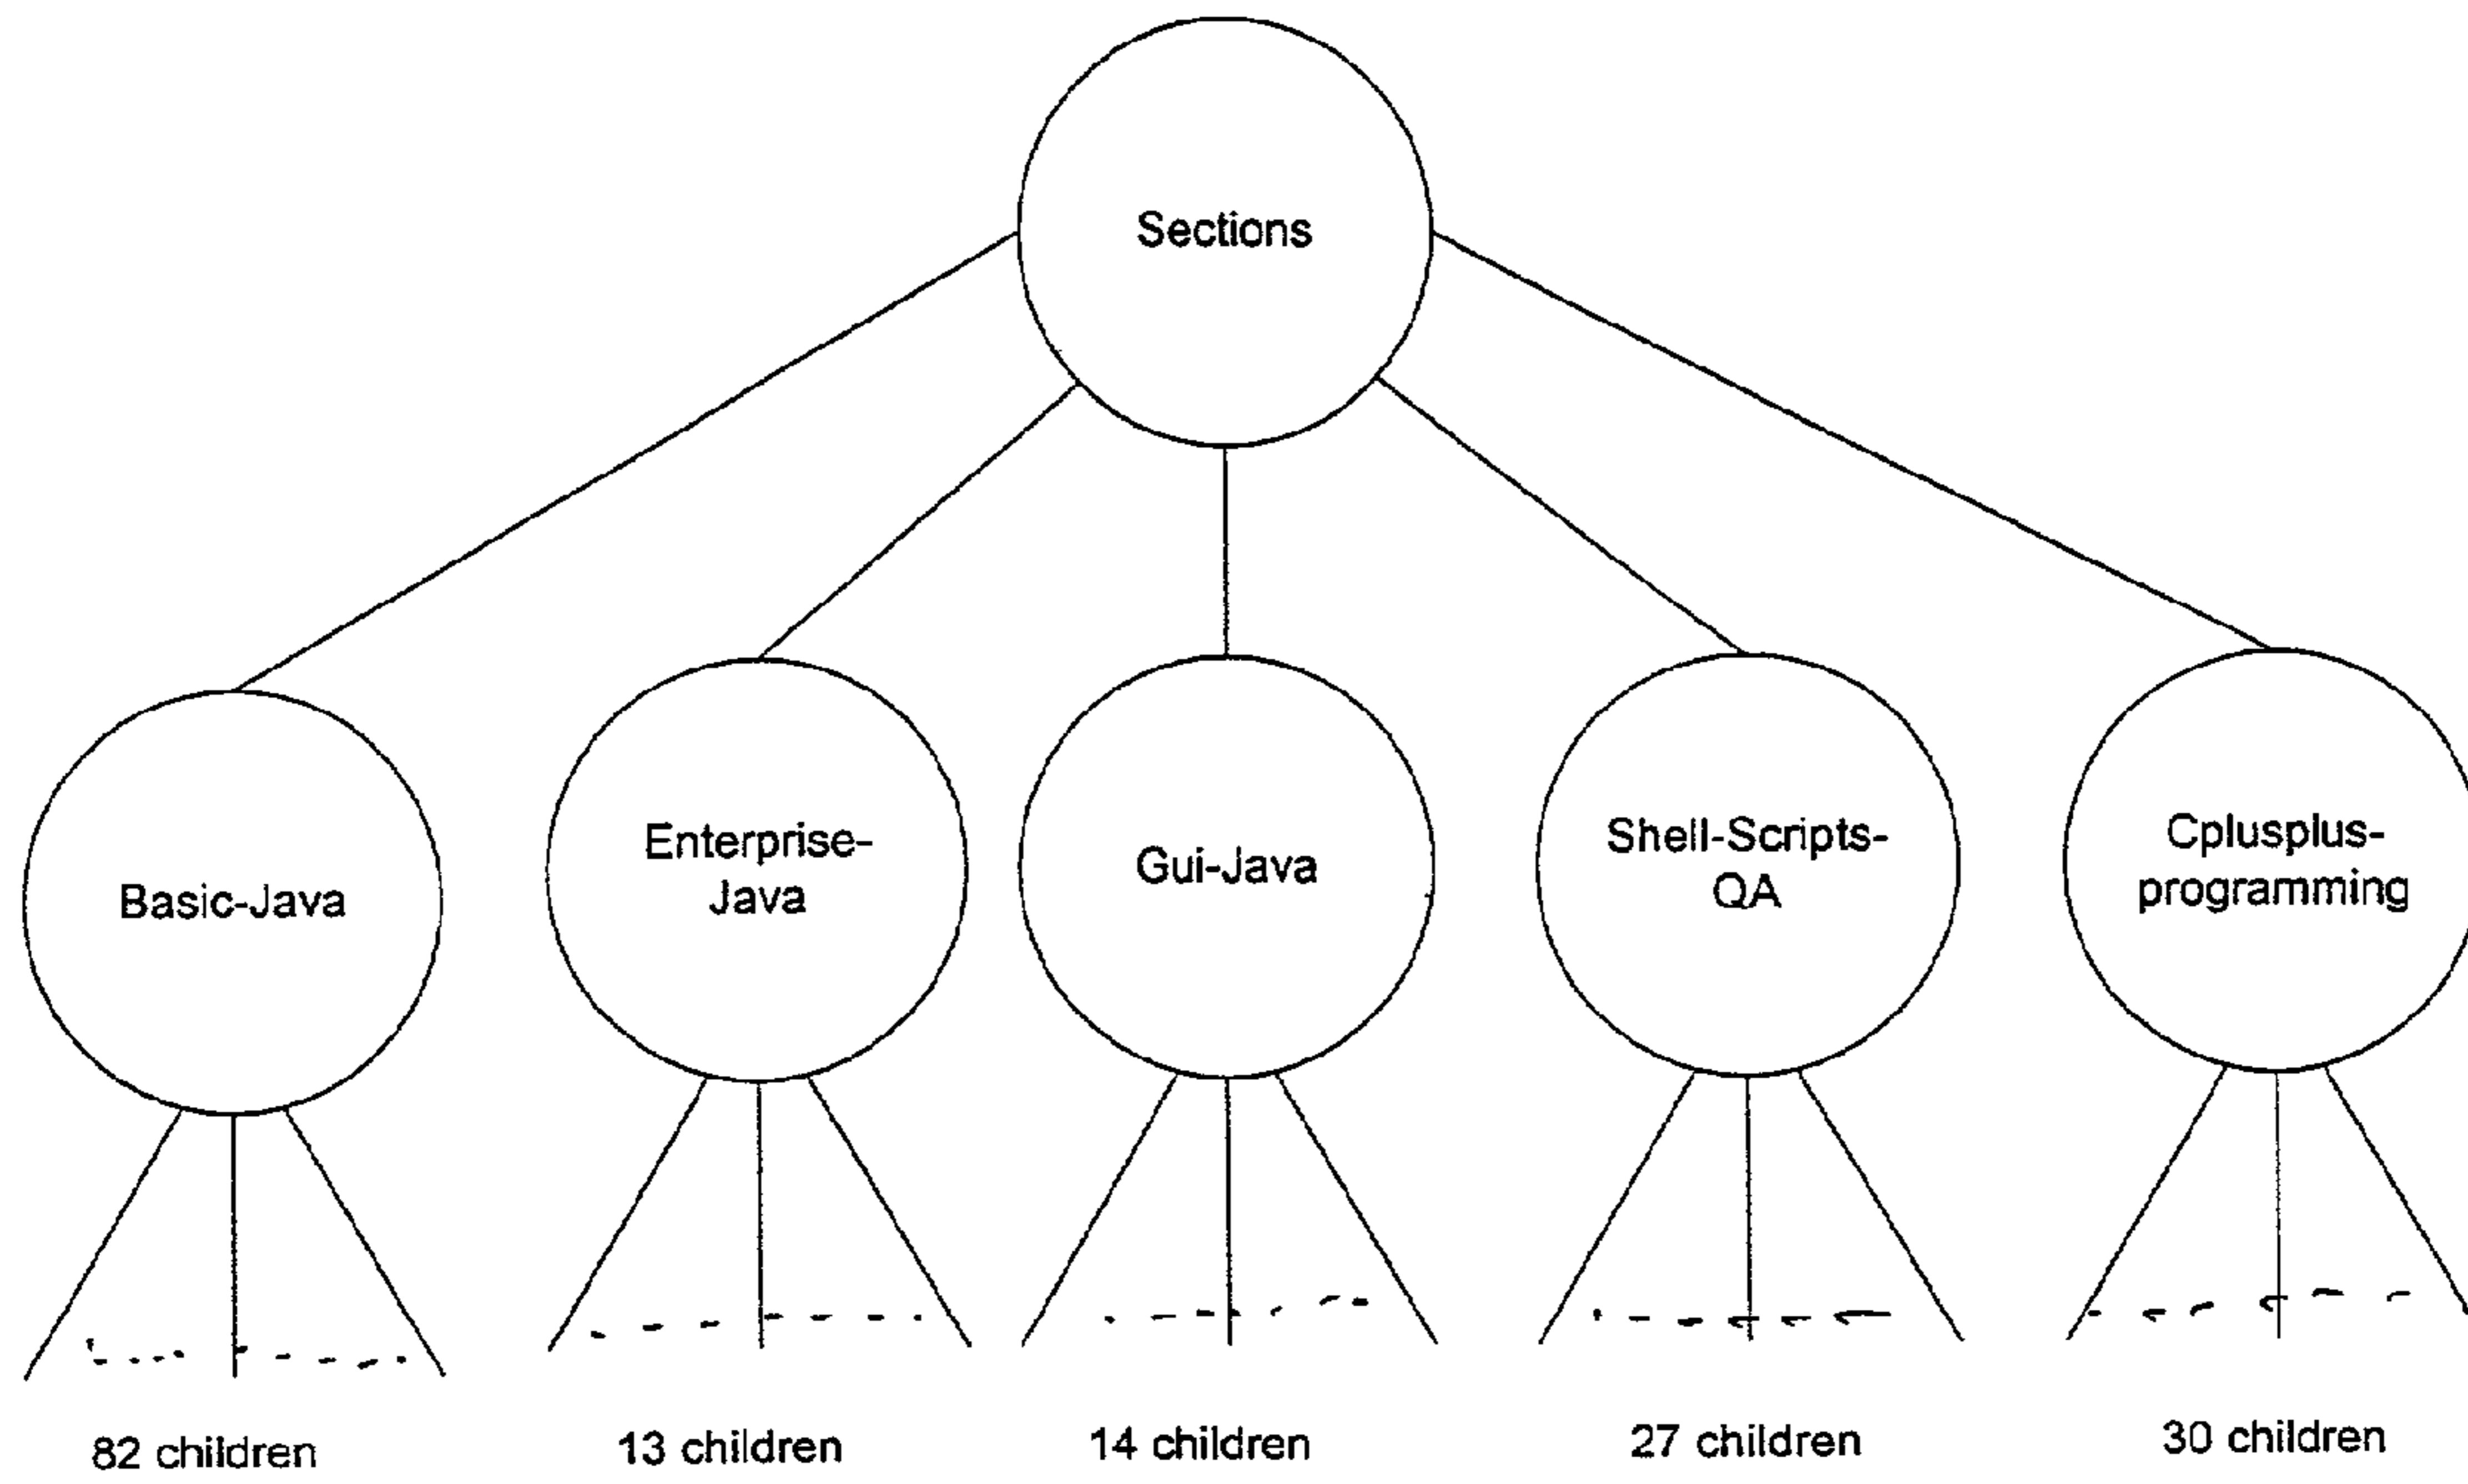 Sections
Basic-Java
Enterprise-
Java
Gui-Java
Shell-Scripts-
QA
Cplusplus-
programming
82 children
13 children
14 children
27 children
30 children